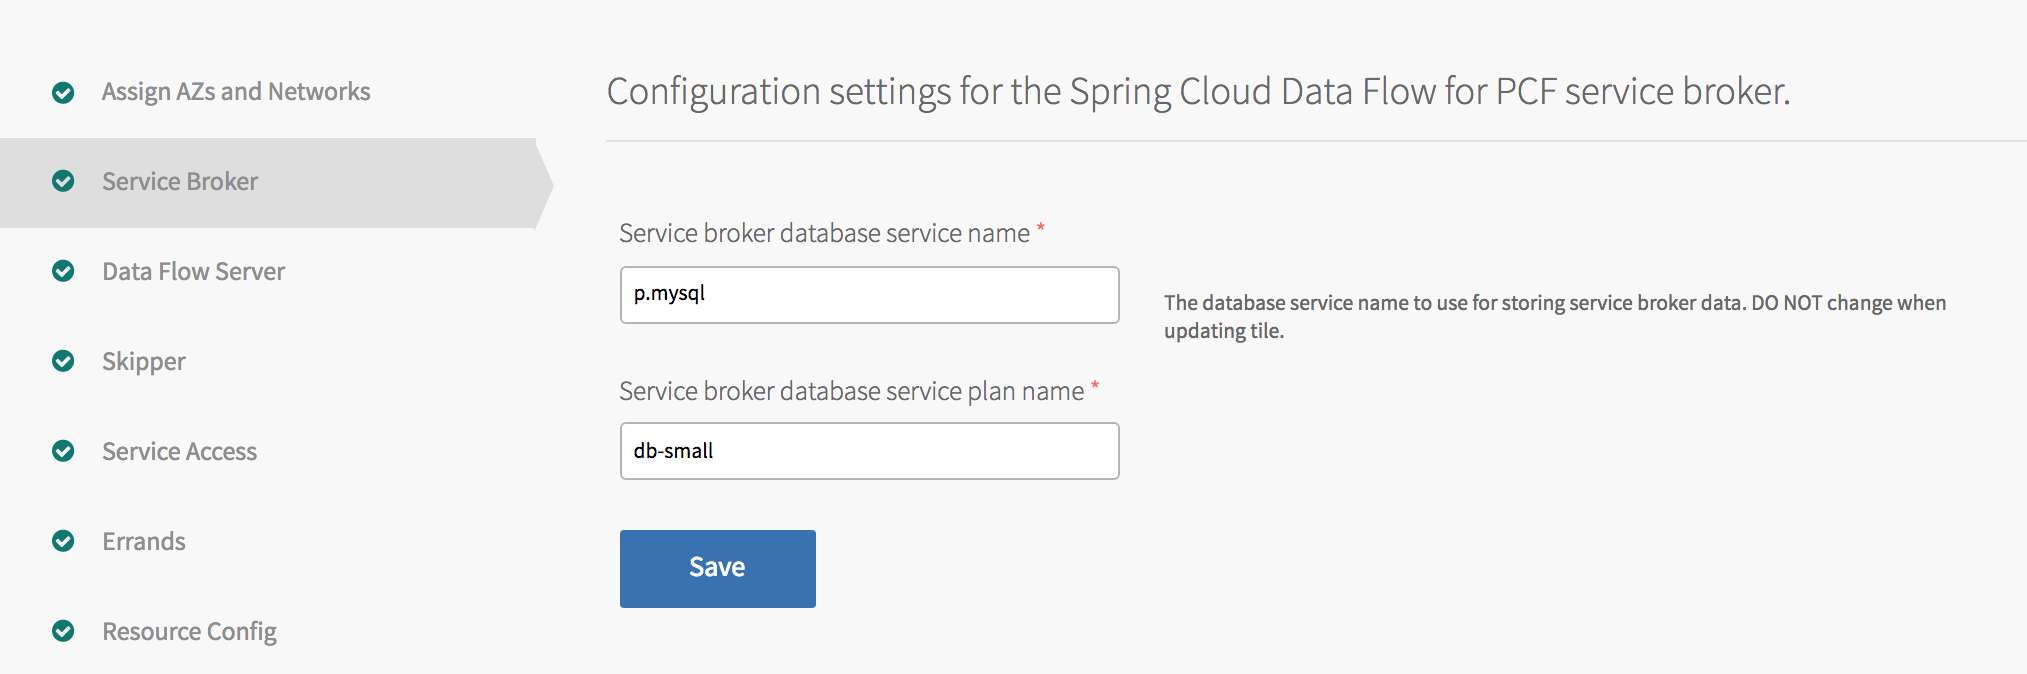 Assign AZs and Networks
Service Broker
Data Flow Server
Skipper
Service Access
Errands
Resource Config
Configuration settings for the Spring Cloud Data Flow for PCF service broker.
Service broker database service name *
p.mysql
The database service name to use for storing service broker data. DO NOT change when
updating tile.
Service broker database service plan name *
db-small
Save